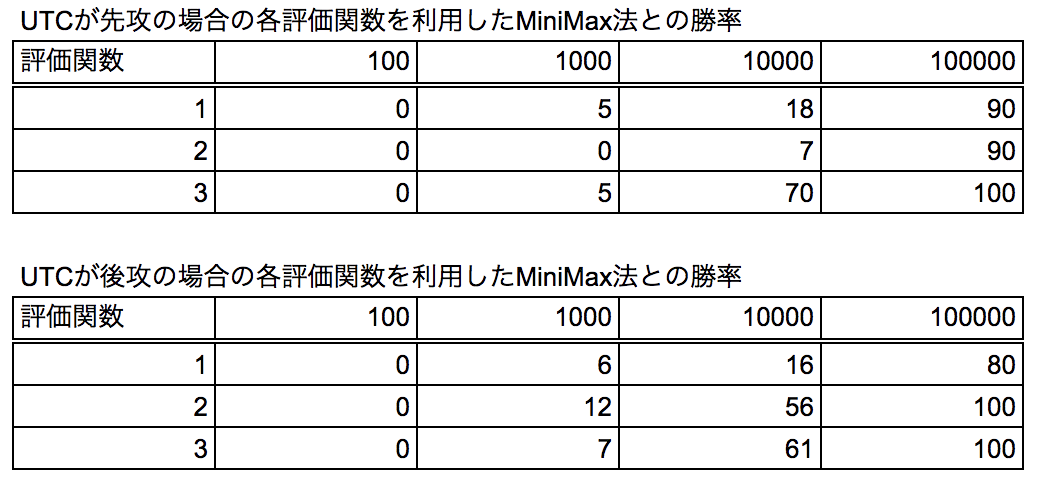 UTCが先攻の場合の各評価関数を利用したMiniMax法との勝率
評価関数 100 1000 10000 100000
1 0 5 18 90
2 0 0 7 90
3 0 5 70 100
UTCが後攻の場合の各評価関数を利用したMiniMax法との勝率
評価関数 100 1000 10000 100000
1 0 6 16 80
2 0 12 56 100
3 0 7 61 100